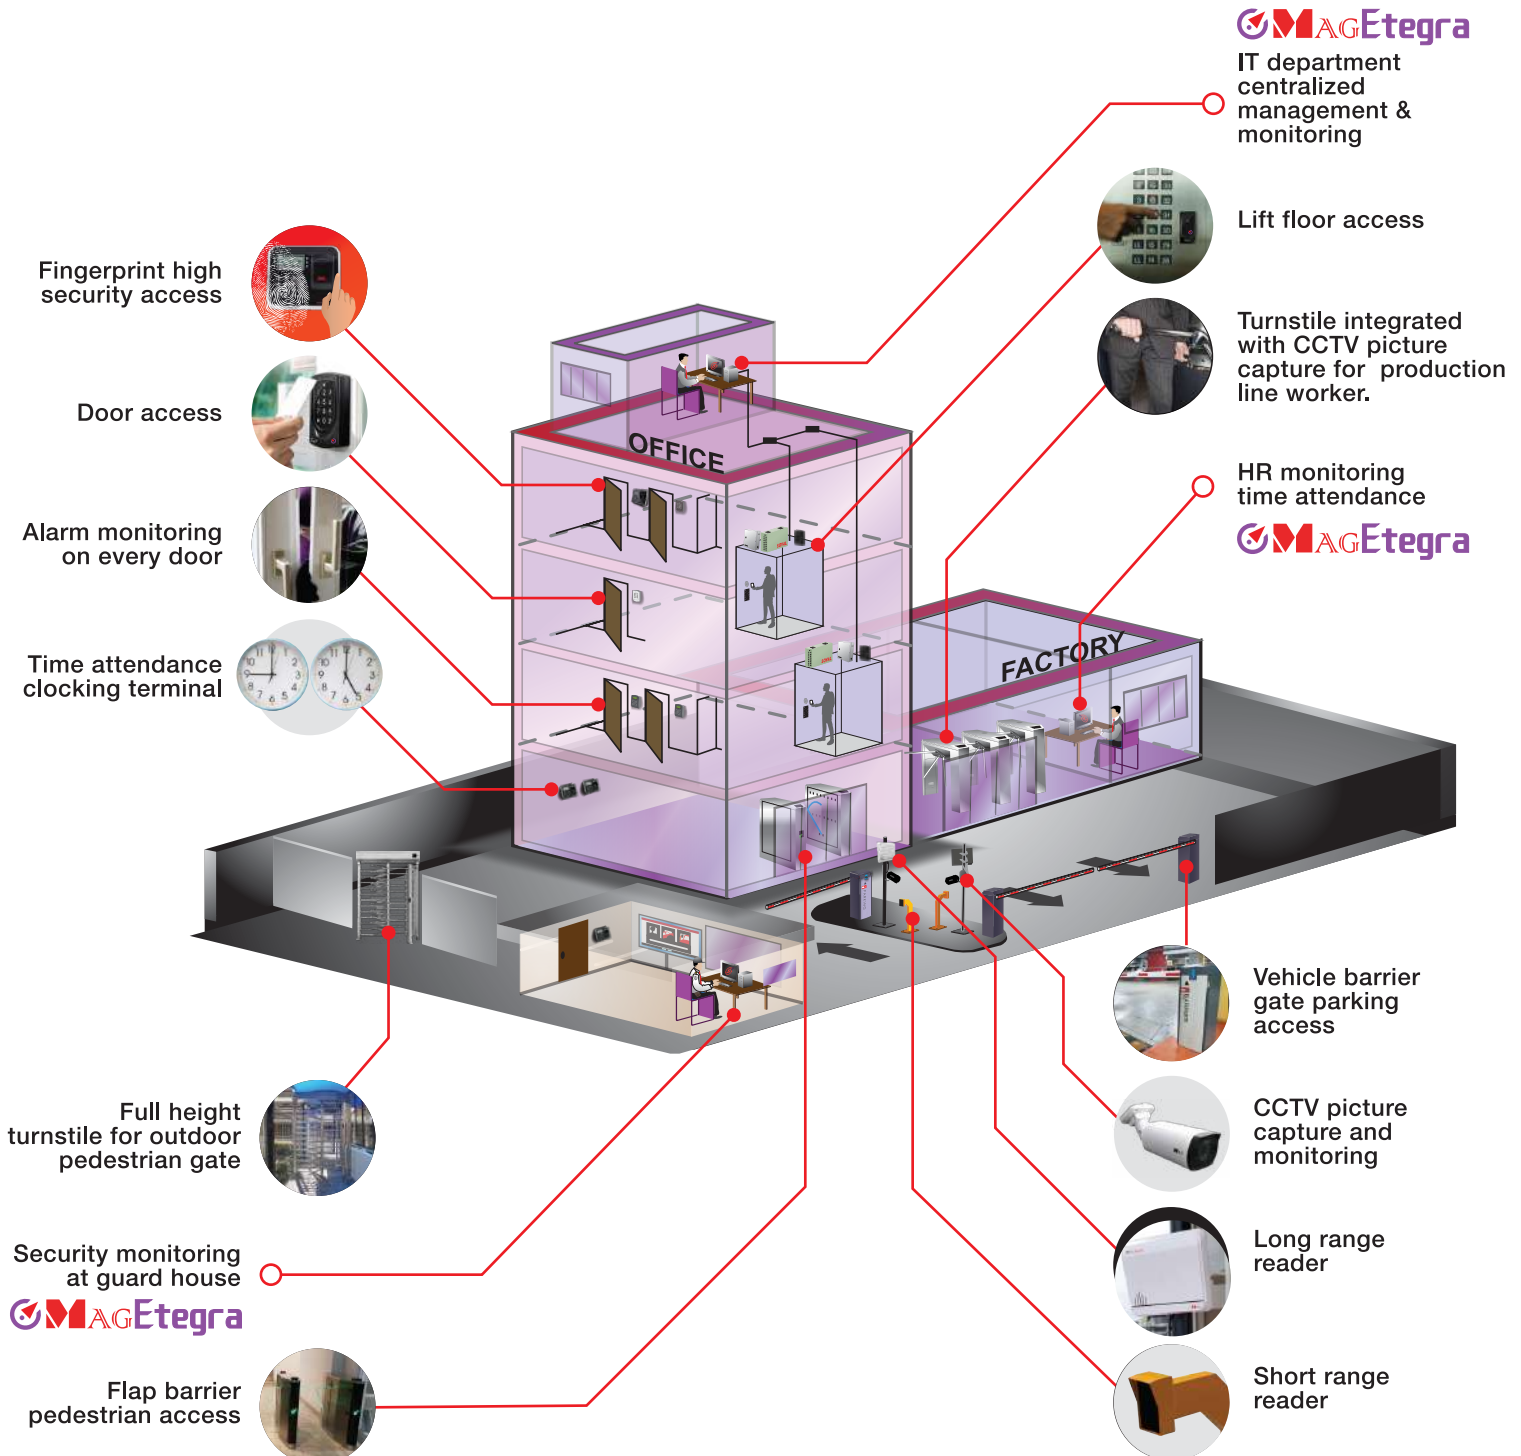 MAGEtegra
IT department
centralized
management &
monitoring
Lift floor access
Fingerprint high
security access
Turnstile integrated
with CCTV picture
capture for production
line worker.
Door access
OFFICE
HR monitoring
time attendance
MAGEtegra
Alarm monitoring
on every door
Time attendance
clocking terminal
FACTORY
Vehicle barrier
gate parking
access
Full height
turnstile for outdoor
pedestrian gate
CCTV picture
capture and
monitoring
Security monitoring
at guard house
MAGEtegra
Long range
reader
Flap barrier
pedestrian access
Short range
reader